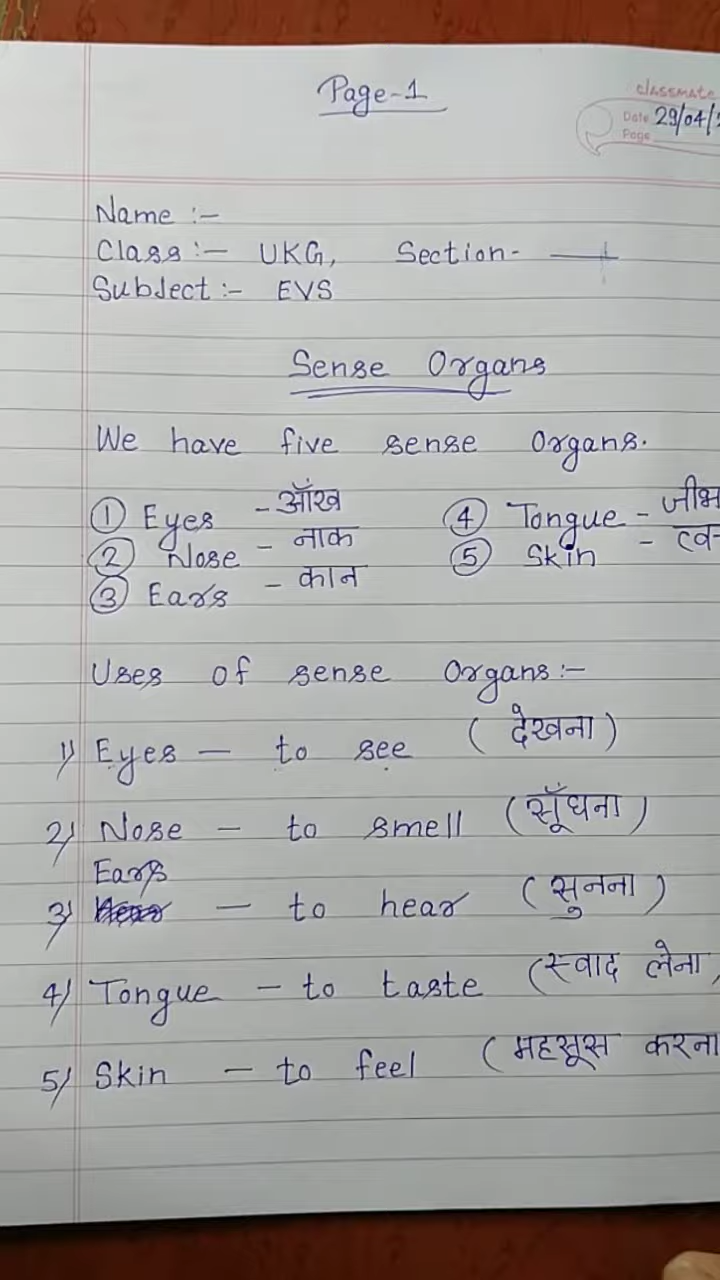 Page-1
classmate
Date 29/04/
Page
Name :-
Class :- UKG, Section-
Subject :- EVS
Sense Organs
We have five sense organs.
① Eyes - आँख ④ Tongue - जीभ
② Nose - नाक ⑤ Skin -
③ Ears - कान
Uses of sense organs :-
1) Eyes - to see (देखना)
2) Nose - to smell (सूँघना)
Ears
3) - to hear (सुनना)
4) Tongue - to taste (स्वाद लेना)
5) Skin - to feel (महसूस करना